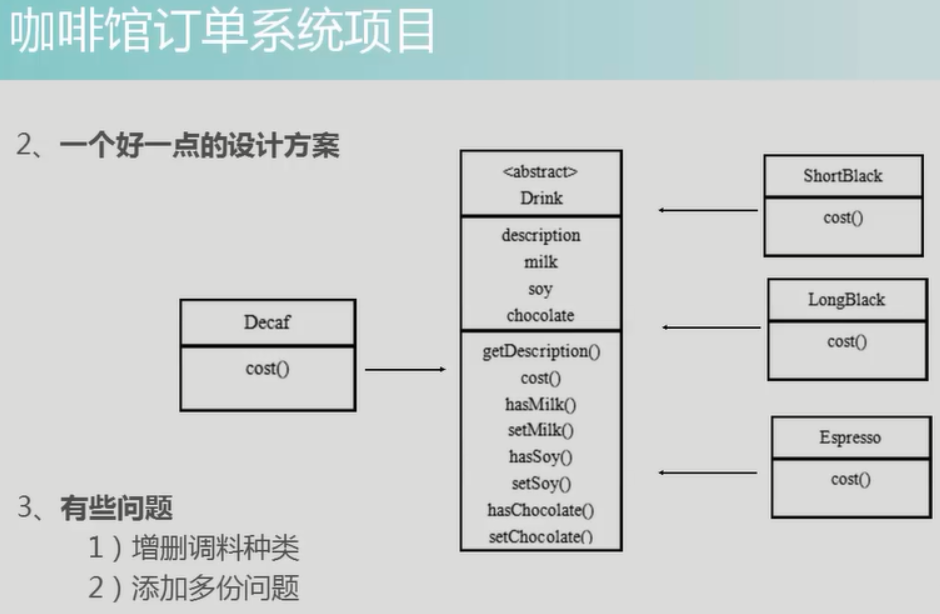 咖啡馆订单系统项目
2、一个好一点的设计方案
<abstract>
Drink
description
milk
soy
chocolate
getDescription()
cost()
hasMilk()
setMilk()
hasSoy()
setSoy()
hasChocolate()
setChocolate()
Decaf
cost()
ShortBlack
cost()
LongBlack
cost()
Espresso
cost()
3、有些问题
1）增删调料种类
2）添加多份问题